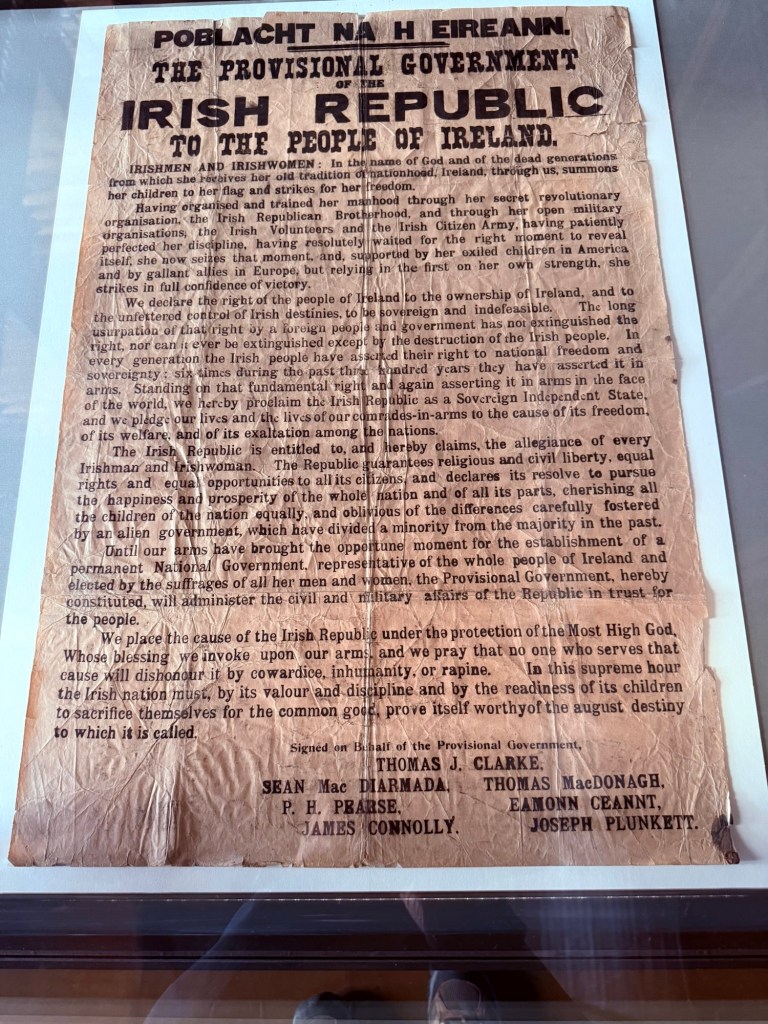 POBLACHT NA H EIREANN.
THE PROVISIONAL GOVERNMENT
OF THE
IRISH REPUBLIC
TO THE PEOPLE OF IRELAND.
IRISHMEN AND IRISHWOMEN: In the name of God and of the dead generations
from which she receives her old tradition of nationhood, Ireland, through us, summons
her children to her flag and strikes for her freedom.
Having organised and trained her manhood through her secret revolutionary
organisation, the Irish Republican Brotherhood, and through her open military
organisations, the Irish Volunteers and the Irish Citizen Army, having patiently
perfected her discipline, having resolutely waited for the right moment to reveal
itself, she now seizes that moment, and, supported by her exiled children in America
and by gallant allies in Europe, but relying in the first on her own strength, she
strikes in full confidence of victory.
We declare the right of the people of Ireland to the ownership of Ireland, and to
the unfettered control of Irish destinies, to be sovereign and indefeasible. The long
usurpation of that right by a foreign people and government has not extinguished the
right, nor can it ever be extinguished except by the destruction of the Irish people. In
every generation the Irish people have asserted their right to national freedom and
sovereignty; six times during the past three hundred years they have asserted it in
arms. Standing on that fundamental right and again asserting it in arms in the face
of the world, we hereby proclaim the Irish Republic as a Sovereign Independent State,
and we pledge our lives and the lives of our comrades-in-arms to the cause of its freedom,
of its welfare, and of its exaltation among the nations.
The Irish Republic is entitled to, and hereby claims, the allegiance of every
Irishman and Irishwoman. The Republic guarantees religious and civil liberty, equal
rights and equal opportunities to all its citizens, and declares its resolve to pursue
the happiness and prosperity of the whole nation and of all its parts, cherishing all
the children of the nation equally, and oblivious of the differences carefully fostered
by an alien government, which have divided a minority from the majority in the past.
Until our arms have brought the opportune moment for the establishment of a
permanent National Government, representative of the whole people of Ireland and
elected by the suffrages of all her men and women, the Provisional Government, hereby
constituted, will administer the civil and military affairs of the Republic in trust for
the people.
We place the cause of the Irish Republic under the protection of the Most High God,
Whose blessing we invoke upon our arms, and we pray that no one who serves that
cause will dishonour it by cowardice, inhumanity, or rapine. In this supreme hour
the Irish nation must, by its valour and discipline and by the readiness of its children
to sacrifice themselves for the common good, prove itself worthy of the august destiny
to which it is called.
Signed on Behalf of the Provisional Government,
THOMAS J. CLARKE,
SEAN Mac DIARMADA, THOMAS MacDONAGH,
P. H. PEARSE, EAMONN CEANNT,
JAMES CONNOLLY. JOSEPH PLUNKETT.